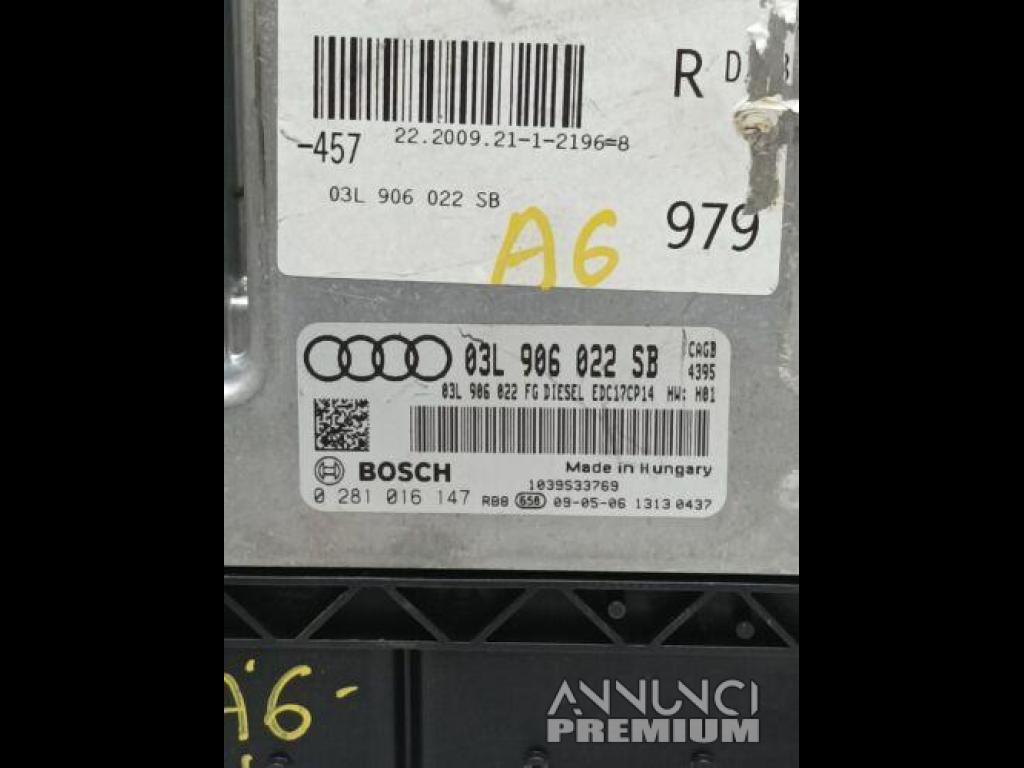 R D
22.2009.21-1-2196=8
-457
03L 906 022 SB
979
A6
03L 906 022 SB
CAGB
4395
03L 906 022 FG DIESEL EDC17CP14 HW: H01
BOSCH
Made in Hungary
1039S33769
0 281 016 147 RB8 658 09-05-06 1313 0437
A6-
ANNUNCI
PREMIUM